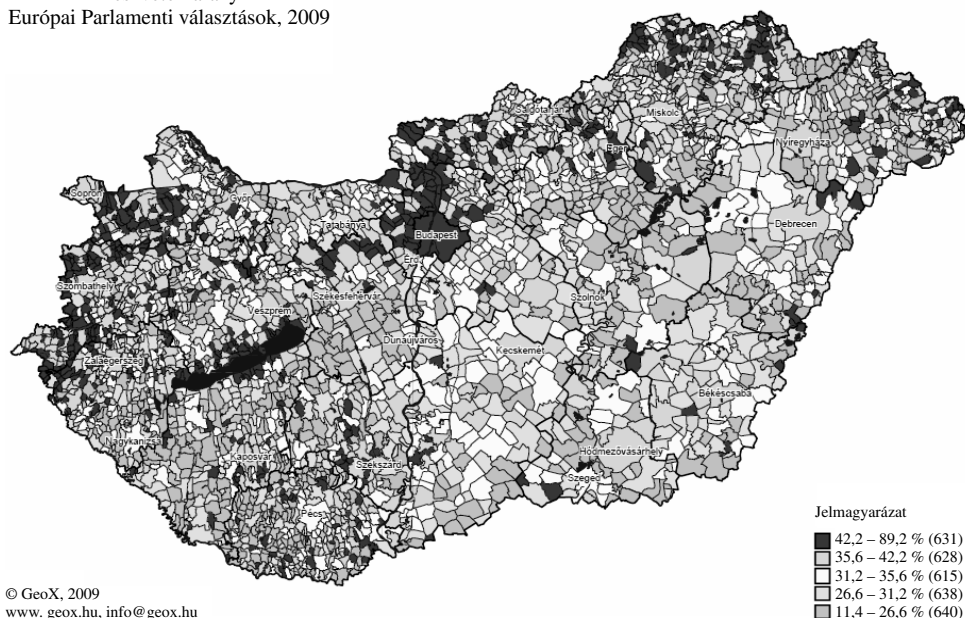 Európai Parlamenti választások, 2009
Salgótarján
Miskolc
Eger
Nyíregyháza
Sopron
Győr
Tatabánya
Budapest
Debrecen
Érd
Szombathely
Veszprém
Székesfehérvár
Szolnok
Zalaegerszeg
Dunaújváros
Kecskemét
Békéscsaba
Nagykanizsa
Kaposvár
Szekszárd
Hódmezővásárhely
Szeged
Pécs
Jelmagyarázat
42,2 – 89,2 % (631)
35,6 – 42,2 % (628)
31,2 – 35,6 % (615)
26,6 – 31,2 % (638)
11,4 – 26,6 % (640)
© GeoX, 2009
www. geox.hu, info@geox.hu